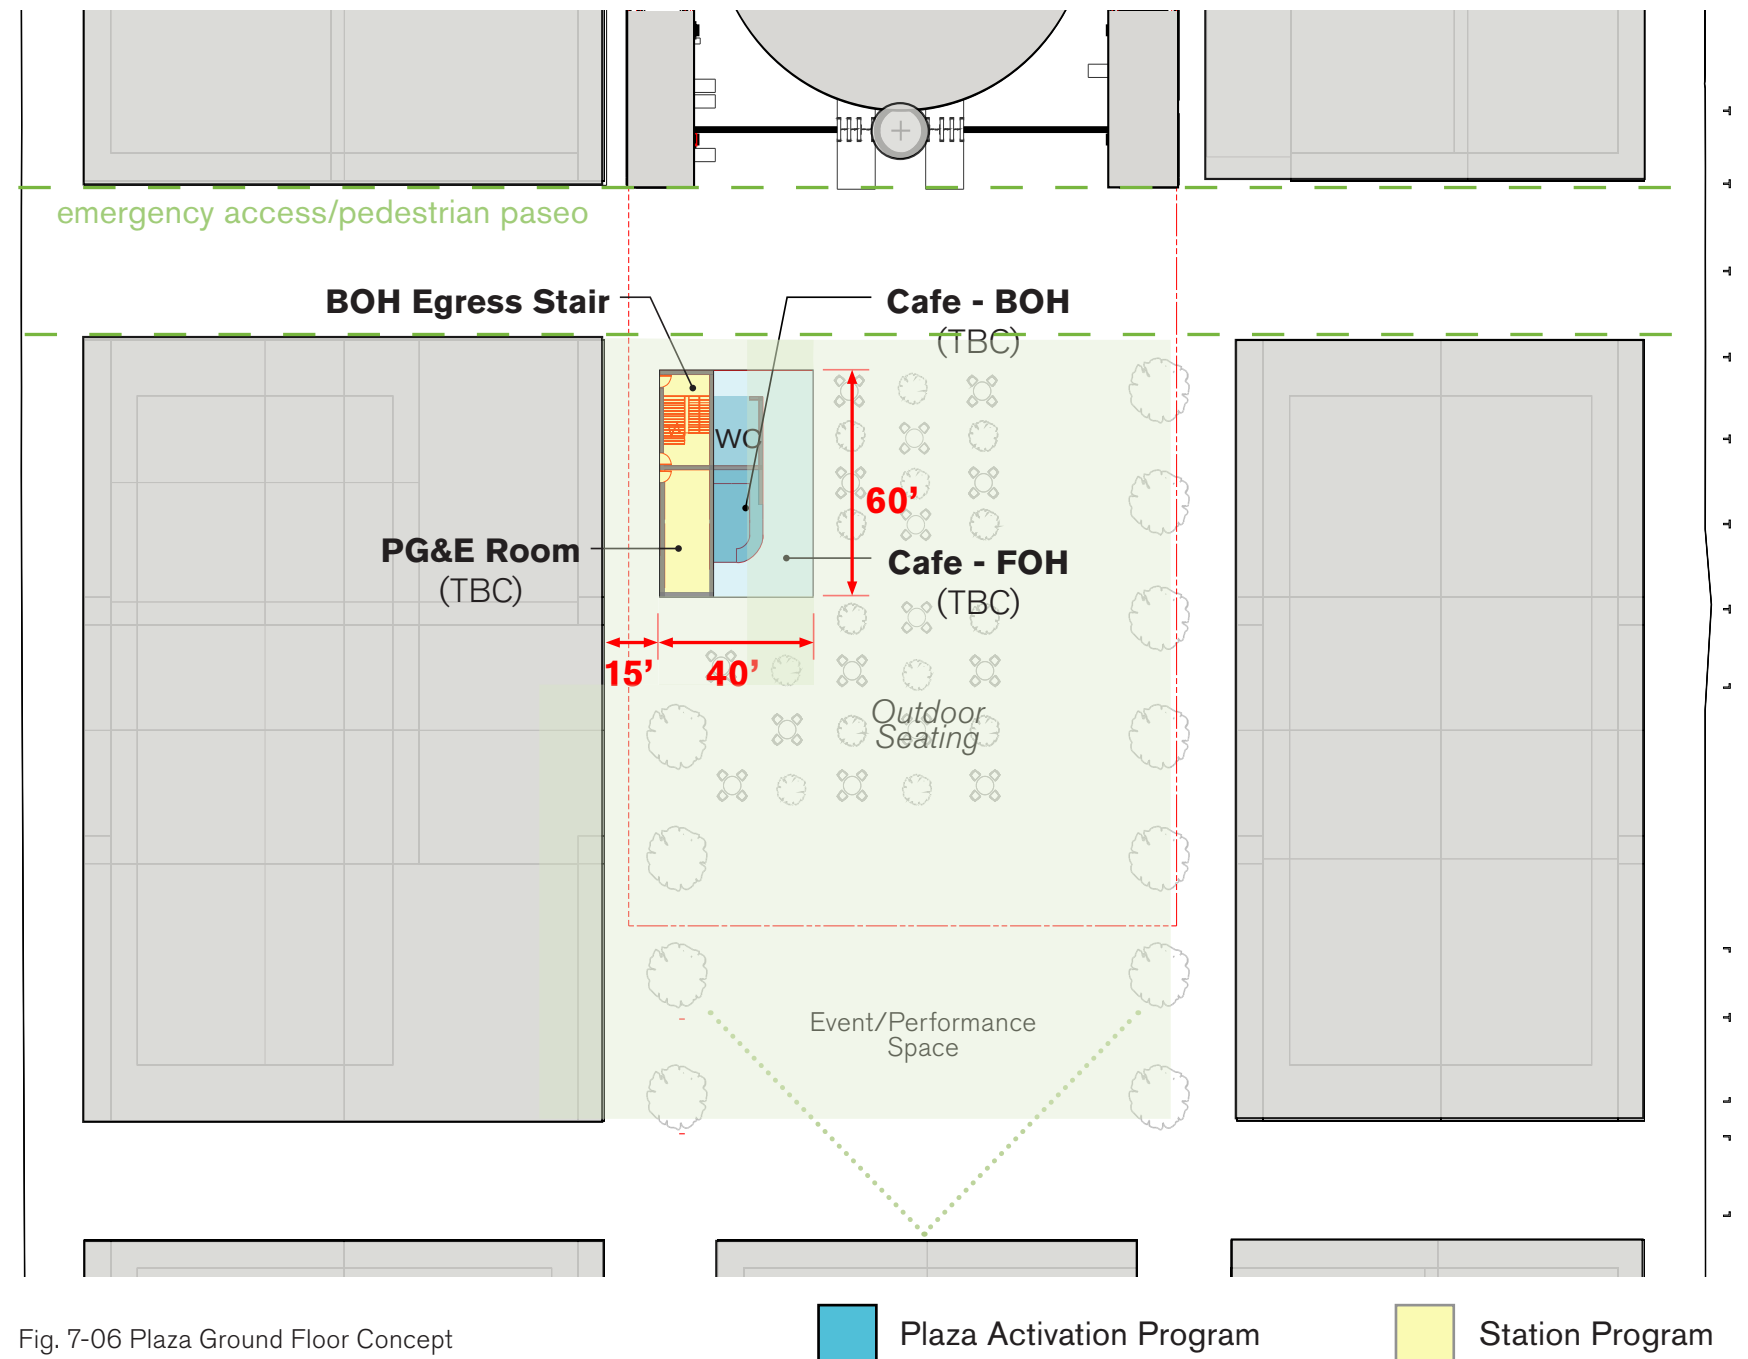 emergency access/pedestrian paseo
BOH Egress Stair
Cafe - BOH
(TBC)
WC
60’
PG&E Room
(TBC)
Cafe - FOH
(TBC)
15’
40’
Outdoor
Seating
Event/Performance
Space
Fig. 7-06 Plaza Ground Floor Concept
Plaza Activation Program
Station Program